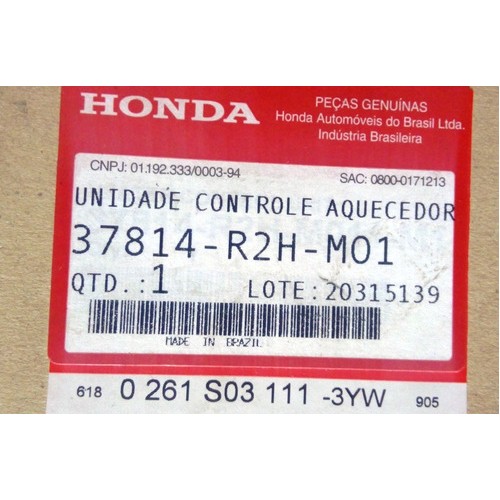 HONDA
PEÇAS GENUÍNAS
Honda Automóveis do Brasil Ltda.
Indústria Brasileira
CNPJ: 01.192.333/0003-94
SAC: 0800-0171213
UNIDADE CONTROLE AQUECEDOR
37814-R2H-M01
QTD.:1 LOTE:20315139
MADE IN BRAZIL
618 0 261 S03 111 -3YW 905